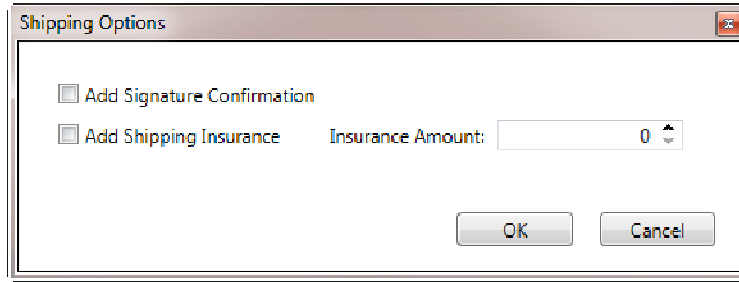 Shipping Options
Add Signature Confirmation
Add Shipping Insurance Insurance Amount: 0
OK Cancel